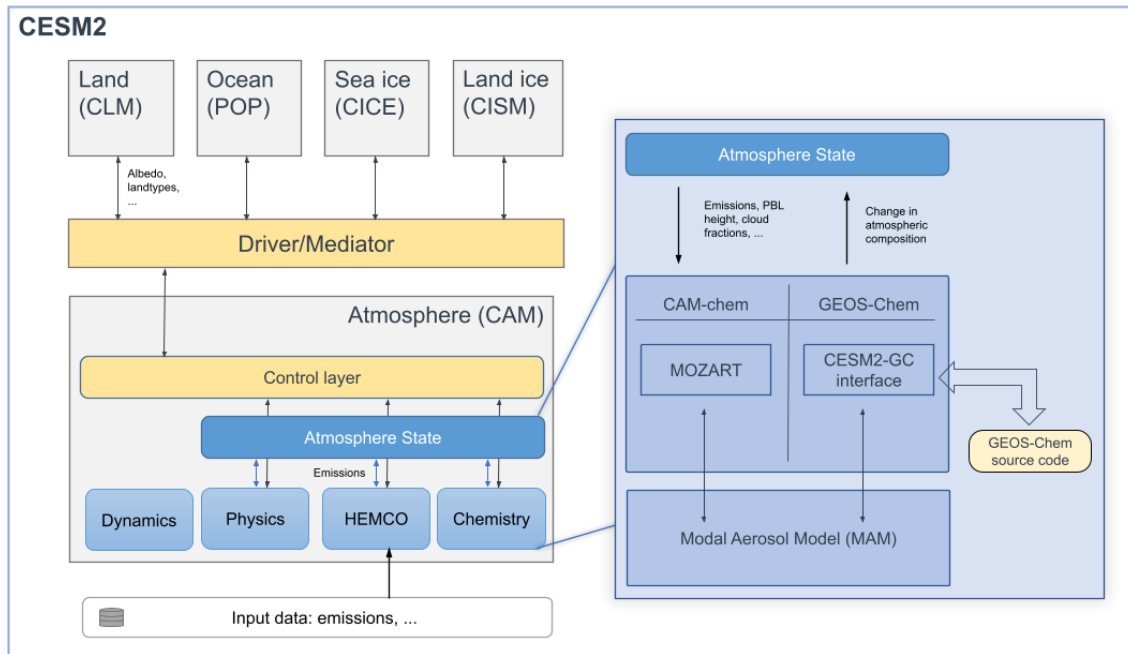 CESM2
Land
(CLM)
Ocean
(POP)
Sea ice
(CICE)
Land ice
(CISM)
Albedo,
landtypes,
...
Driver/Mediator
Atmosphere (CAM)
Control layer
Atmosphere State
Emissions
Dynamics
Physics
HEMCO
Chemistry
Input data: emissions, ...
Atmosphere State
Emissions, PBL
height, cloud
fractions, ...
Change in
atmospheric
composition
CAM-chem
GEOS-Chem
MOZART
CESM2-GC
interface
GEOS-Chem
source code
Modal Aerosol Model (MAM)